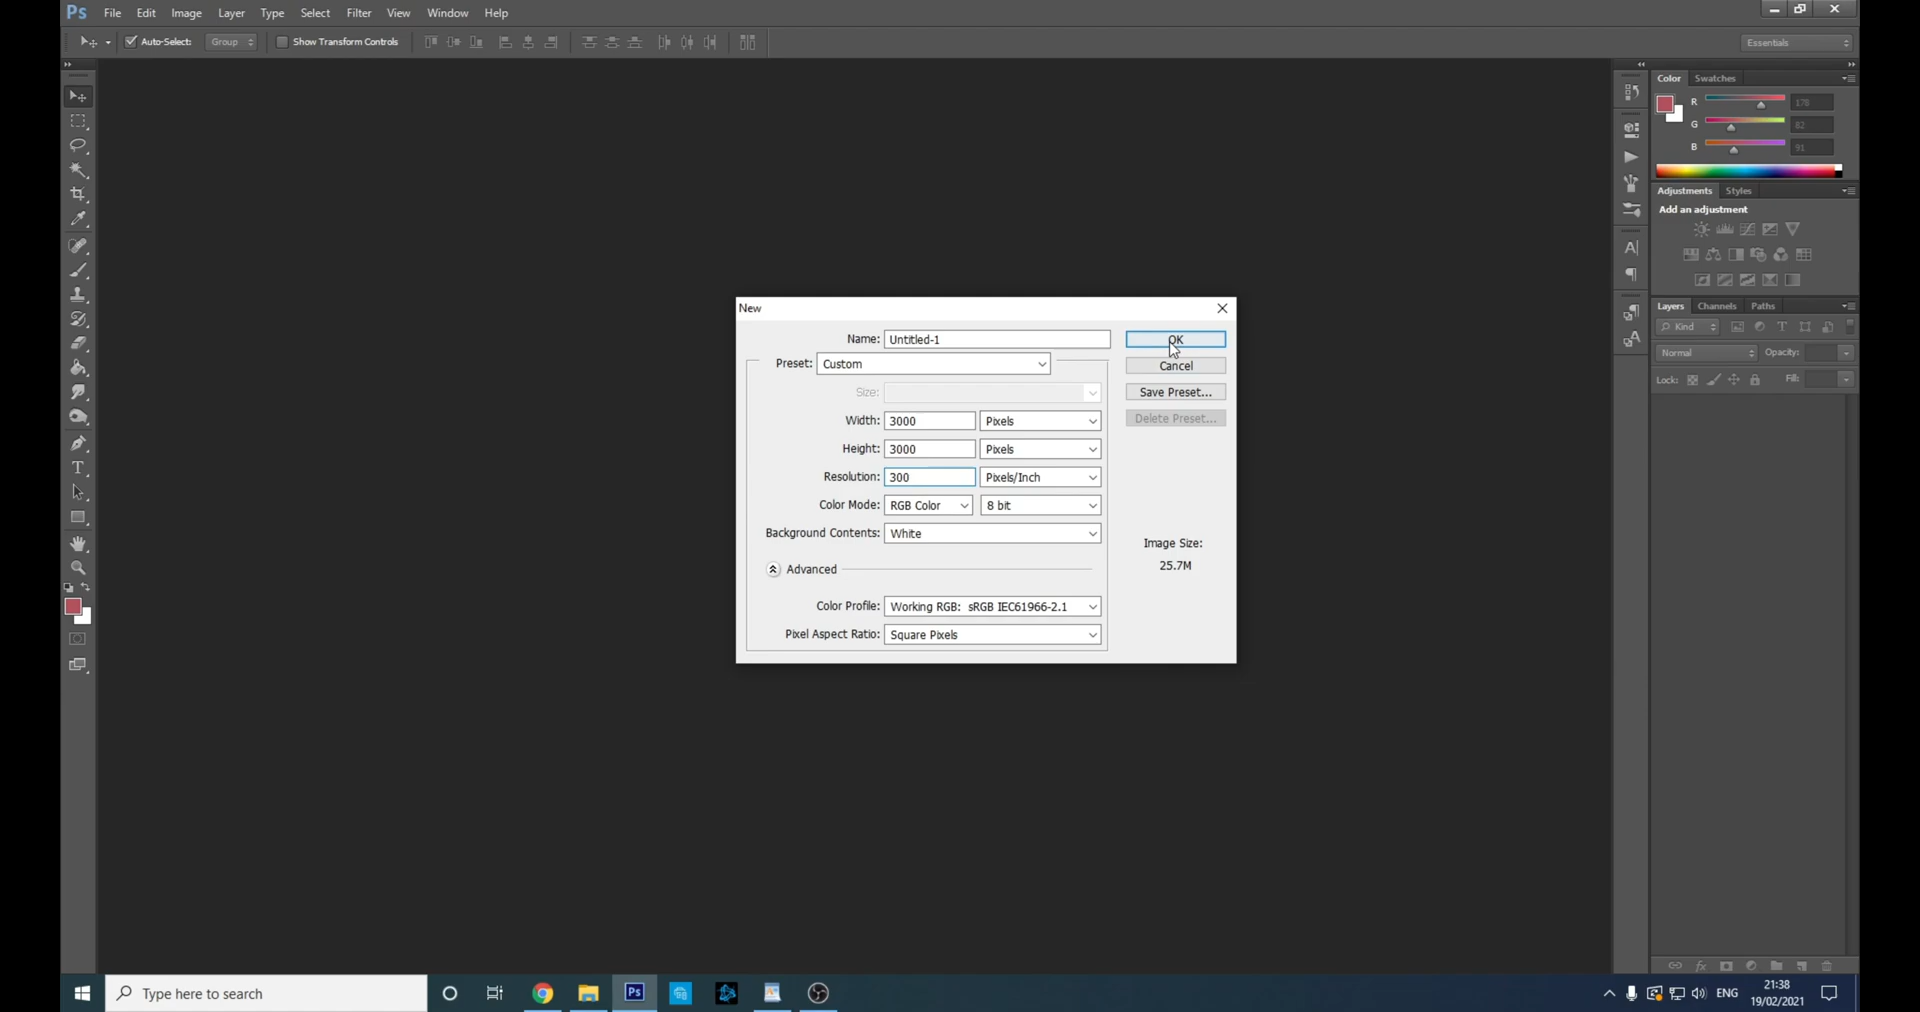 Ps File Edit Image Layer Type Select Filter View Window Help
Auto-Select: Group Show Transform Controls Essentials
Color Swatches
R 178
G 82
B 91
Adjustments Styles
Add an adjustment
Layers Channels Paths
Kind
Normal Opacity:
Lock: Fill:
New
Name: Untitled-1 OK
Preset: Custom Cancel
Size: Save Preset...
Width: 3000 Pixels Delete Preset...
Height: 3000 Pixels
Resolution: 300 Pixels/Inch
Color Mode: RGB Color 8 bit
Background Contents: White
Image Size:
25.7M
Advanced
Color Profile: Working RGB: sRGB IEC61966-2.1
Pixel Aspect Ratio: Square Pixels
Type here to search Ps ENG 21:38
19/02/2021